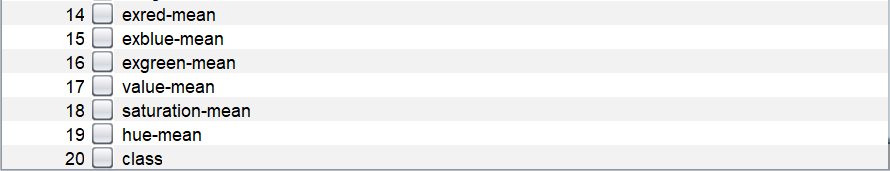 14 exred-mean
15 exblue-mean
16 exgreen-mean
17 value-mean
18 saturation-mean
19 hue-mean
20 class